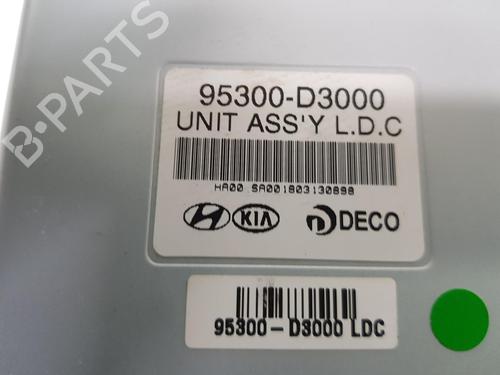 B-PARTS
95300-D3000
UNIT ASS'Y L.D.C
HA00 SA001803130898
KIA DECO
95300-D3000 LDC